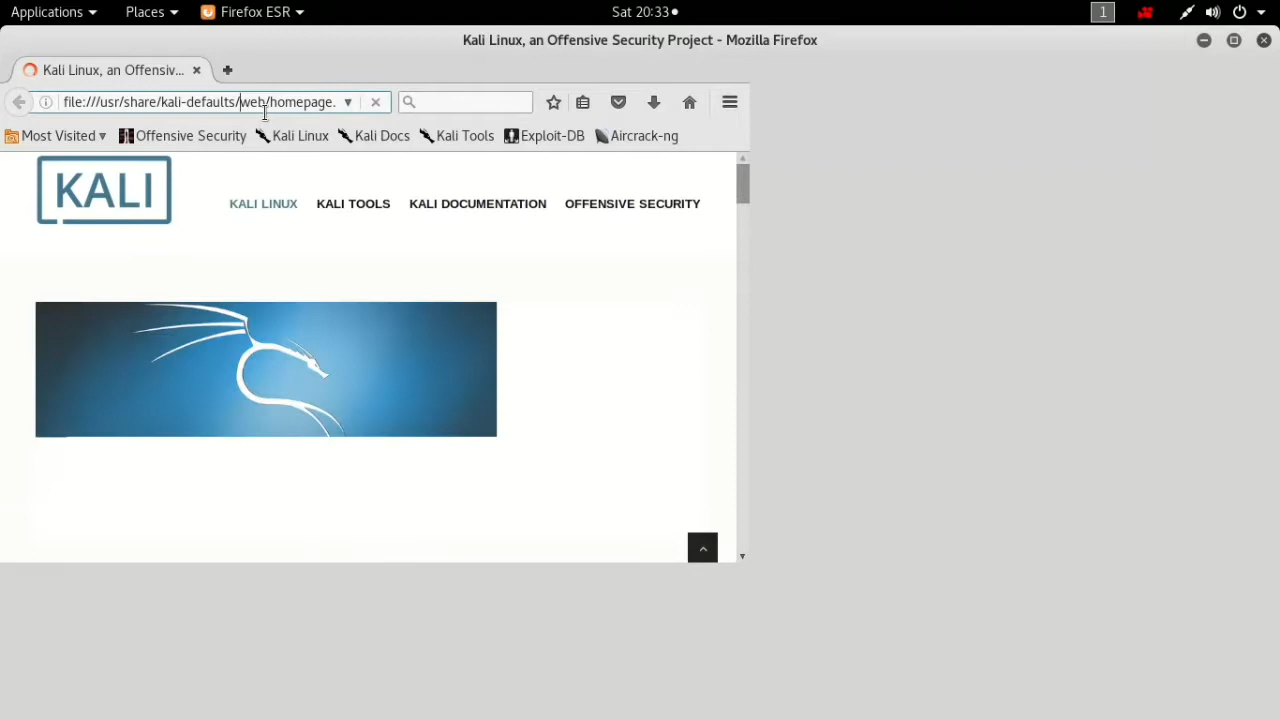 Applications Places Firefox ESR Sat 20:33 1
Kali Linux, an Offensive Security Project - Mozilla Firefox
Kali Linux, an Offensiv...
file:///usr/share/kali-defaults/web/homepage.
Most Visited Offensive Security Kali Linux Kali Docs Kali Tools Exploit-DB Aircrack-ng
KALI
KALI LINUX KALI TOOLS KALI DOCUMENTATION OFFENSIVE SECURITY